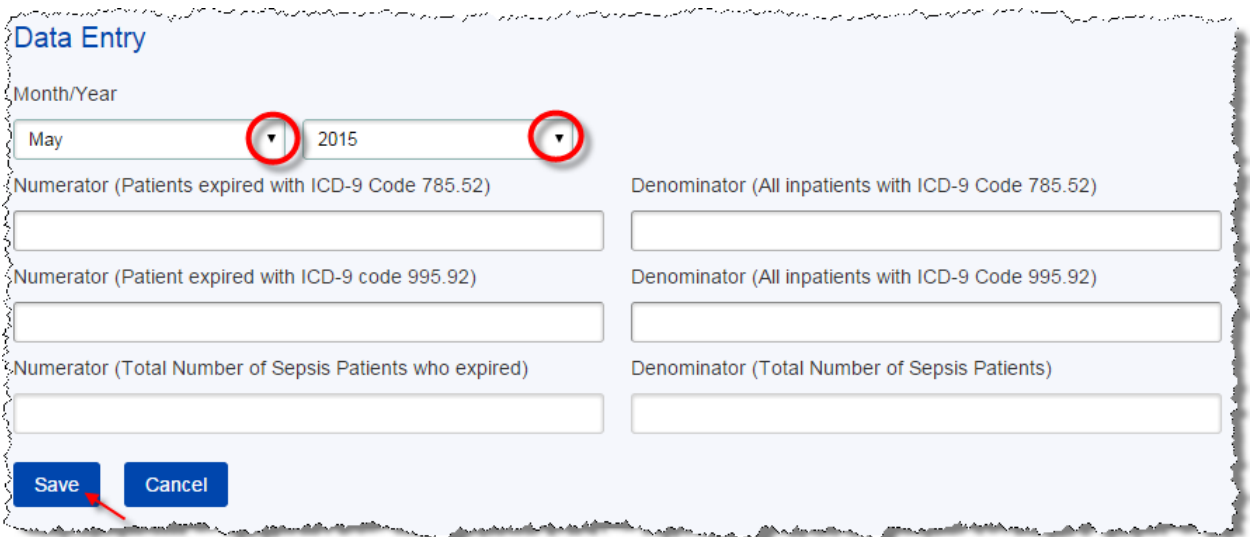 Data Entry
Month/Year
May 2015
Numerator (Patients expired with ICD-9 Code 785.52) Denominator (All inpatients with ICD-9 Code 785.52)
Numerator (Patient expired with ICD-9 code 995.92) Denominator (All inpatients with ICD-9 Code 995.92)
Numerator (Total Number of Sepsis Patients who expired) Denominator (Total Number of Sepsis Patients)
Save Cancel